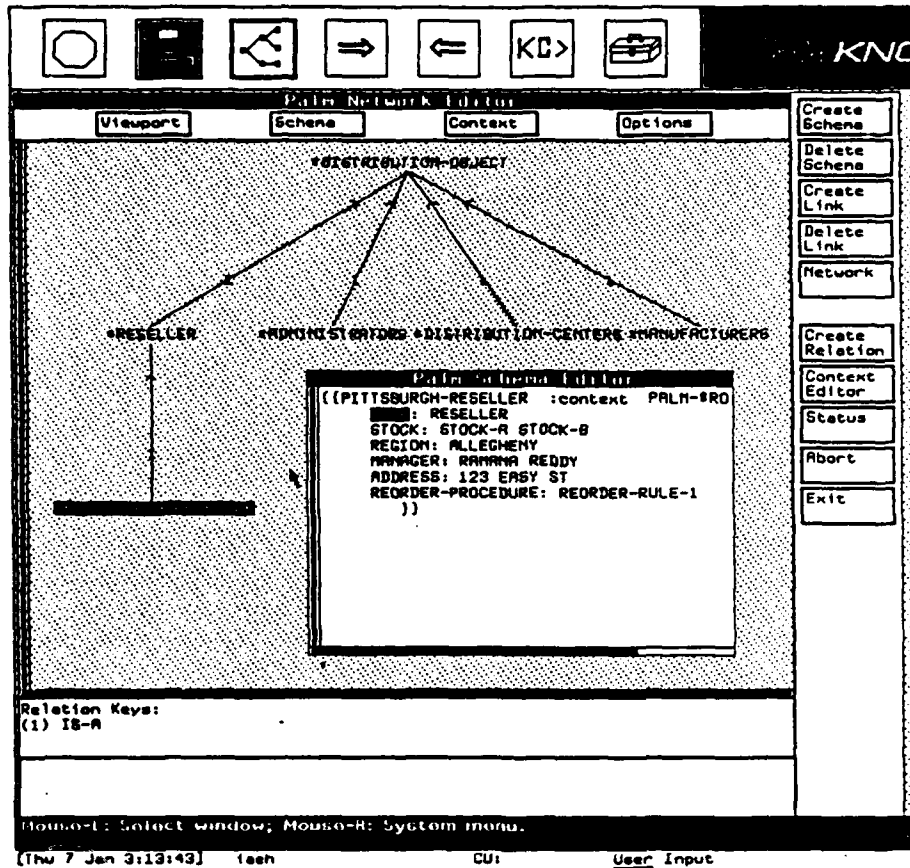 KC>
KNO
Palm Network Editor
Viewport Schema Context Options
*DISTRIBUTION-OBJECT
*RESELLER *ADMINISTRATORS *DISTRIBUTION-CENTERS *MANUFACTURERS
Palm Schema Editor
((PITTSBURGH-RESELLER :context PALM-$RO
: RESELLER
STOCK: STOCK-A STOCK-B
REGION: ALLEGHENY
MANAGER: RAMANA REDDY
ADDRESS: 123 EASY ST
REORDER-PROCEDURE: REORDER-RULE-1
))
Create
Schema
Delete
Schema
Create
Link
Delete
Link
Network
Create
Relation
Context
Editor
Status
Abort
Exit
Relation Keys:
(1) IS-A
Mouse-L: Select window; Mouse-R: System menu.
[Thu 7 Jan 3:13:43] User Input